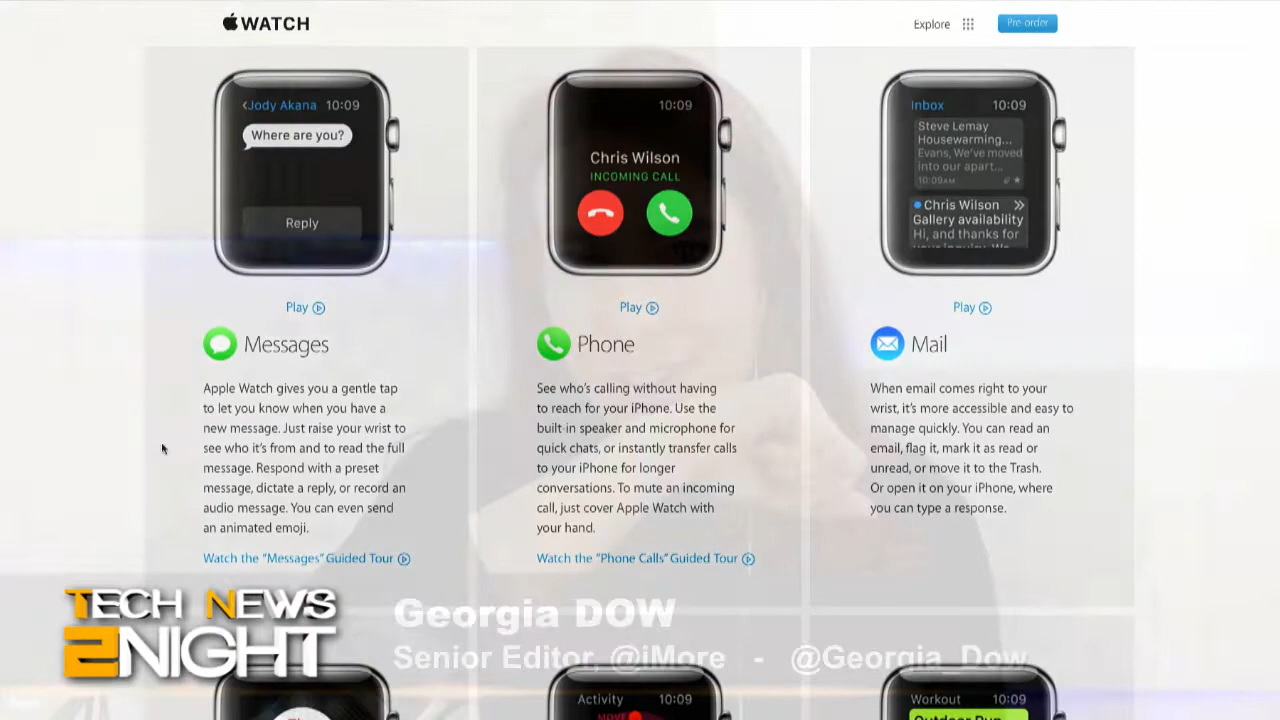 WATCH
Explore
Pre-order
Jody Akana 10:09
Where are you?
Reply
10:09
Chris Wilson
INCOMING CALL
Inbox 10:09
Steve Lemay
Housewarming...
Evans, We've moved
into our apart...
10:09AM
Chris Wilson
Gallery availability
Hi, and thanks for
your inquiry. We
Play
Play
Play
Messages
Apple Watch gives you a gentle tap
to let you know when you have a
new message. Just raise your wrist to
see who it's from and to read the full
message. Respond with a preset
message, dictate a reply, or record an
audio message. You can even send
an animated emoji.
Watch the "Messages" Guided Tour
Phone
See who's calling without having
to reach for your iPhone. Use the
built-in speaker and microphone for
quick chats, or instantly transfer calls
to your iPhone for longer
conversations. To mute an incoming
call, just cover Apple Watch with
your hand.
Watch the "Phone Calls" Guided Tour
Mail
When email comes right to your
wrist, it's more accessible and easy to
manage quickly. You can read an
email, flag it, mark it as read or
unread, or move it to the Trash.
Or open it on your iPhone, where
you can type a response.
TECH NEWS
2NIGHT
Georgia DOW
Senior Editor, @iMore - @Georgia_Dow
Activity 10:09
MOVE
Workout 10:09
Outdoor Run